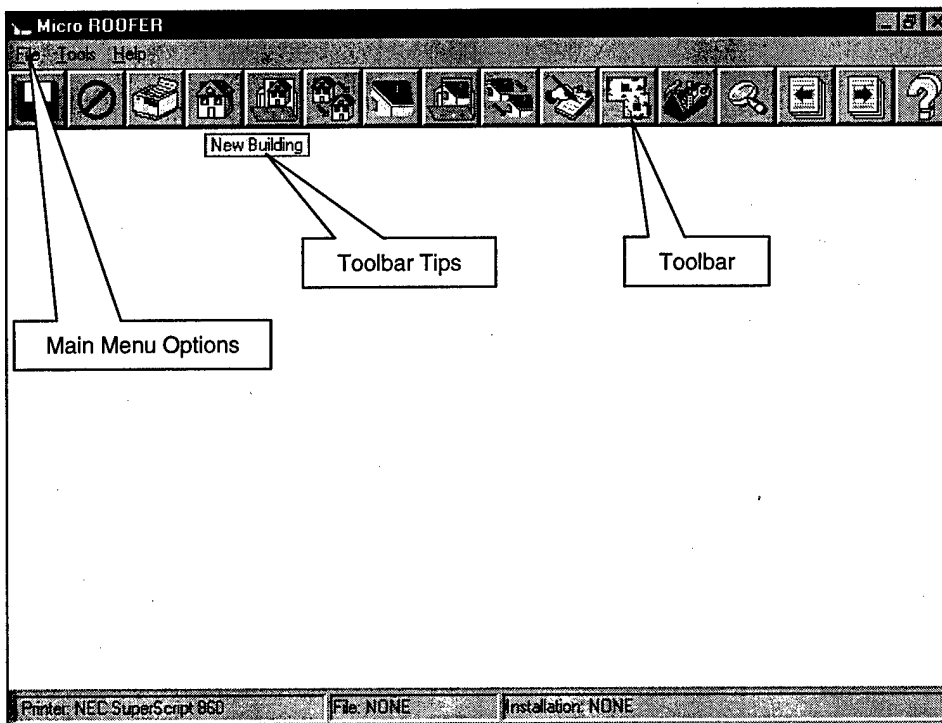 Micro ROOFER
File Tools Help
New Building
Toolbar Tips
Toolbar
Main Menu Options
Printer: NEC SuperScript 860
File: NONE
Installation: NONE